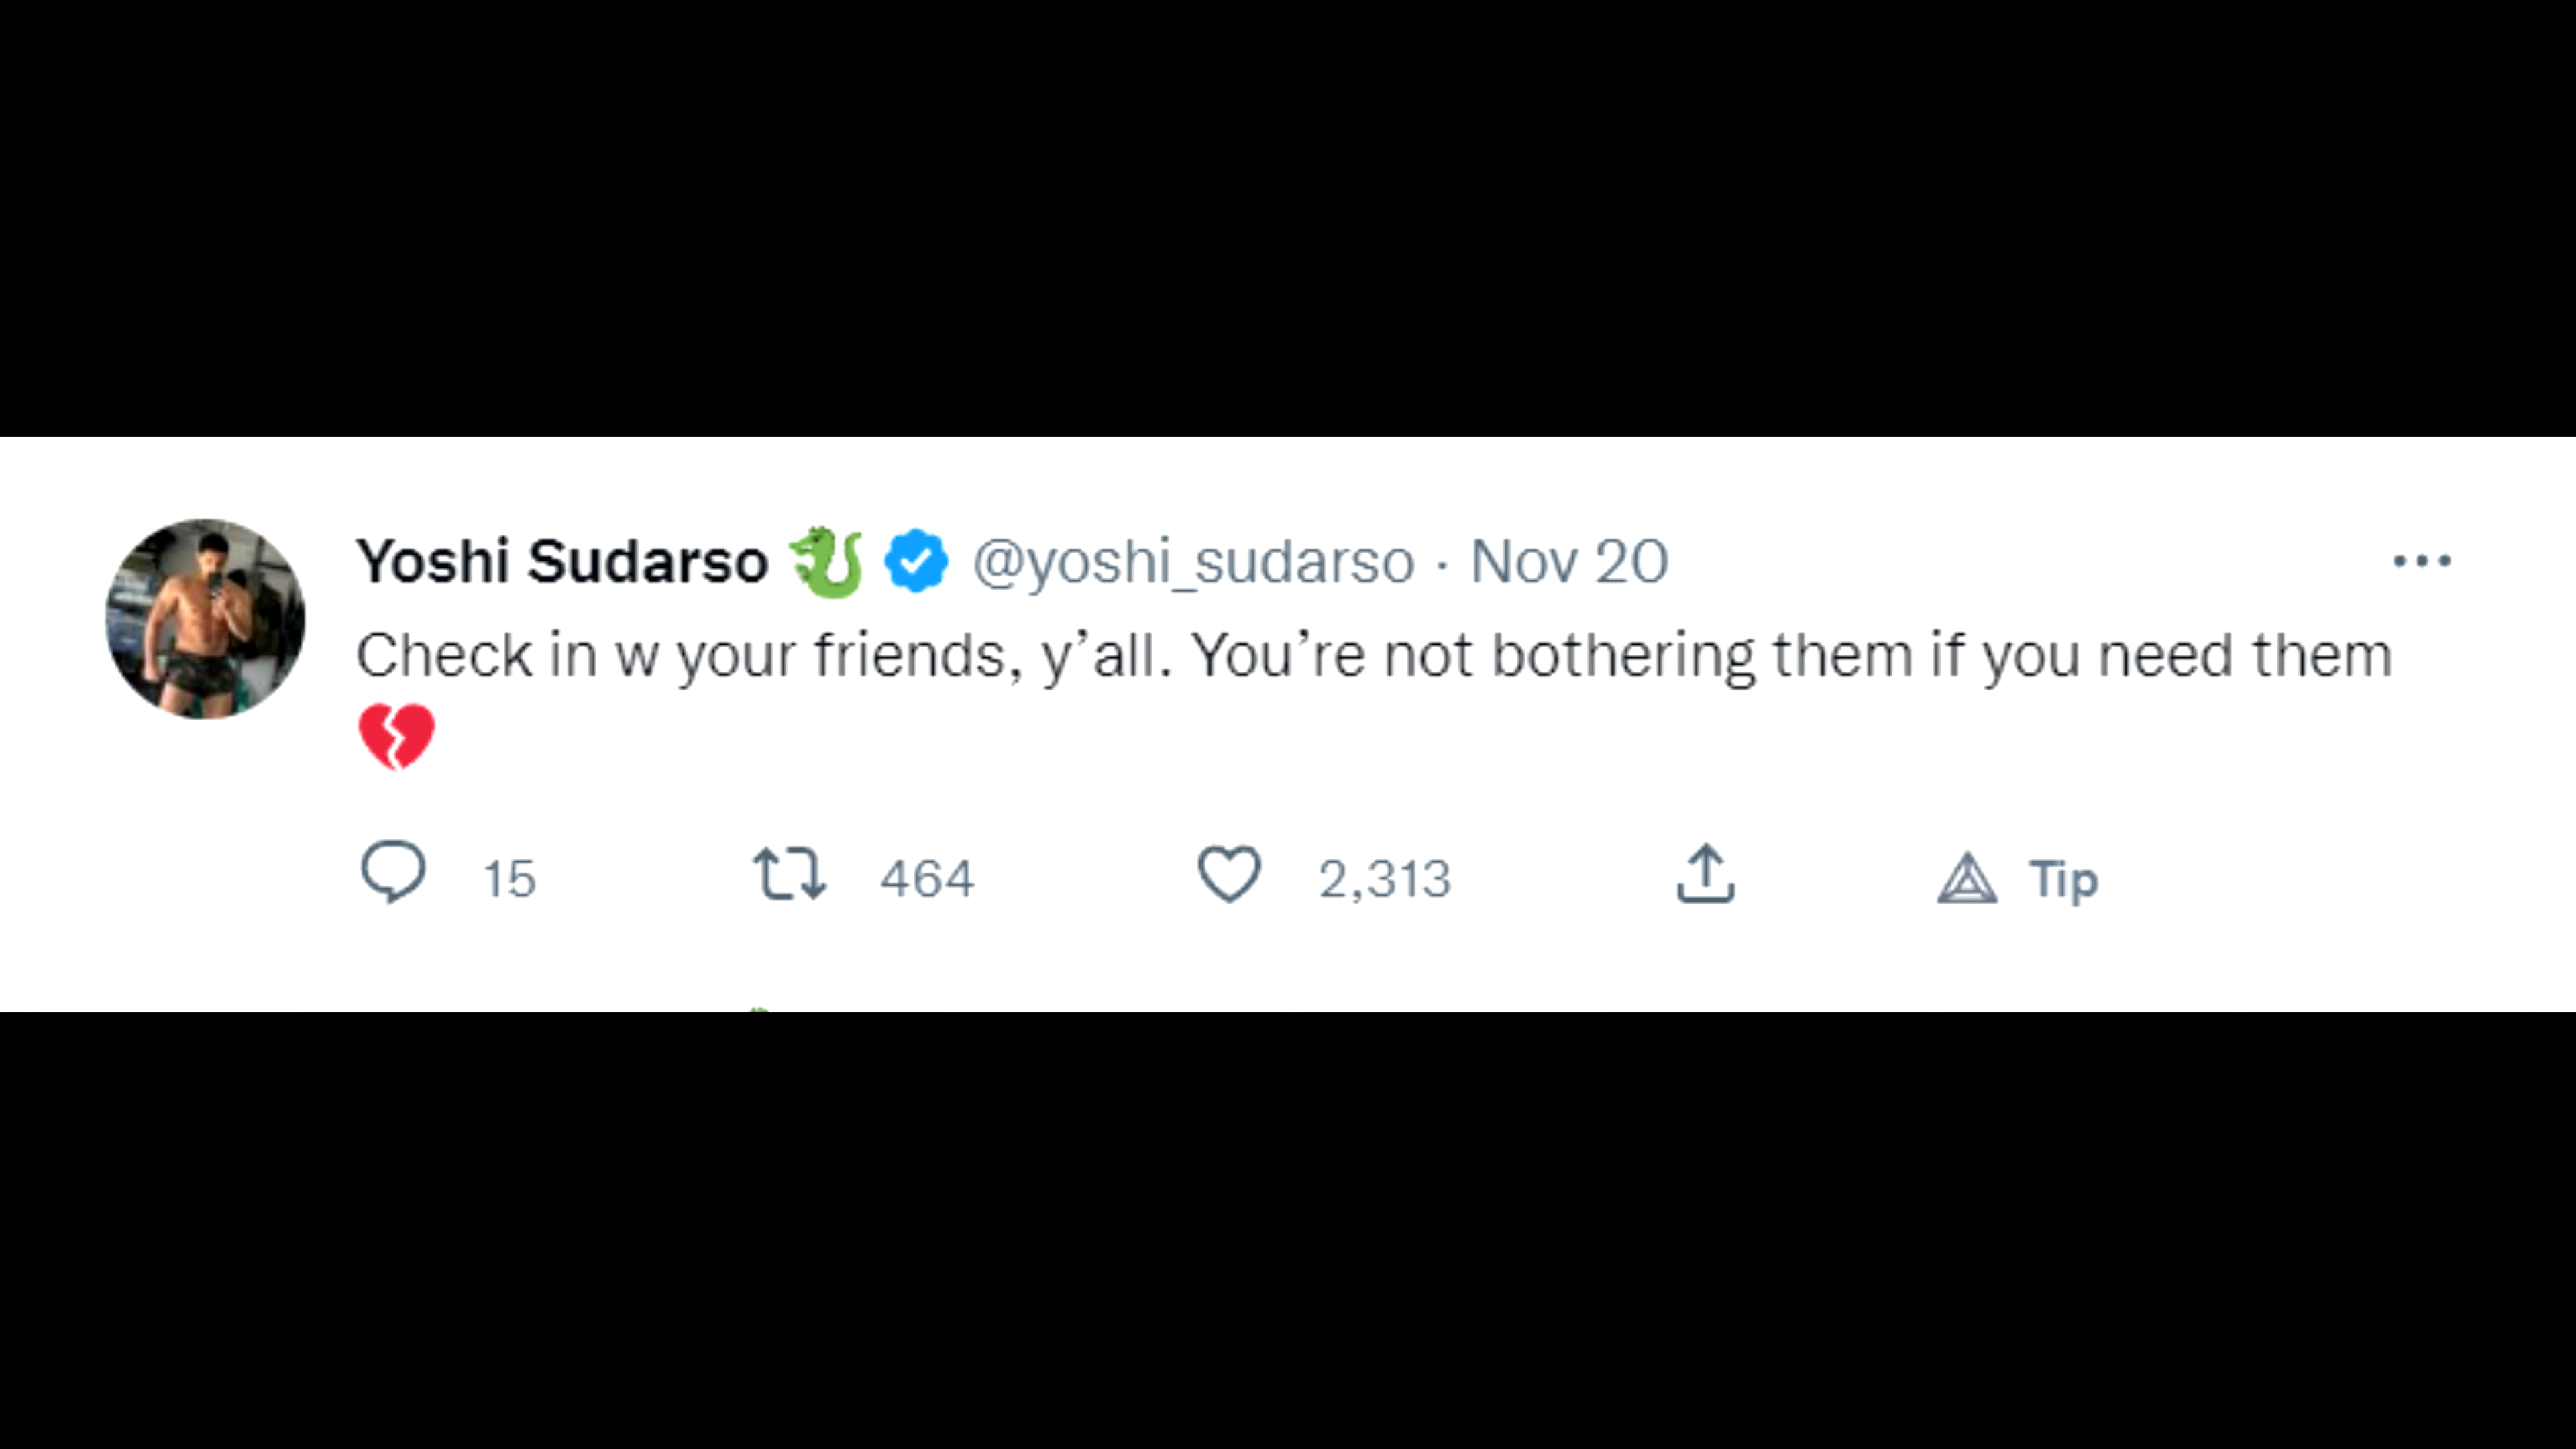 Yoshi Sudarso 🐉 @yoshi_sudarso · Nov 20
Check in w your friends, y’all. You’re not bothering them if you need them
💔
15 464 2,313 Tip